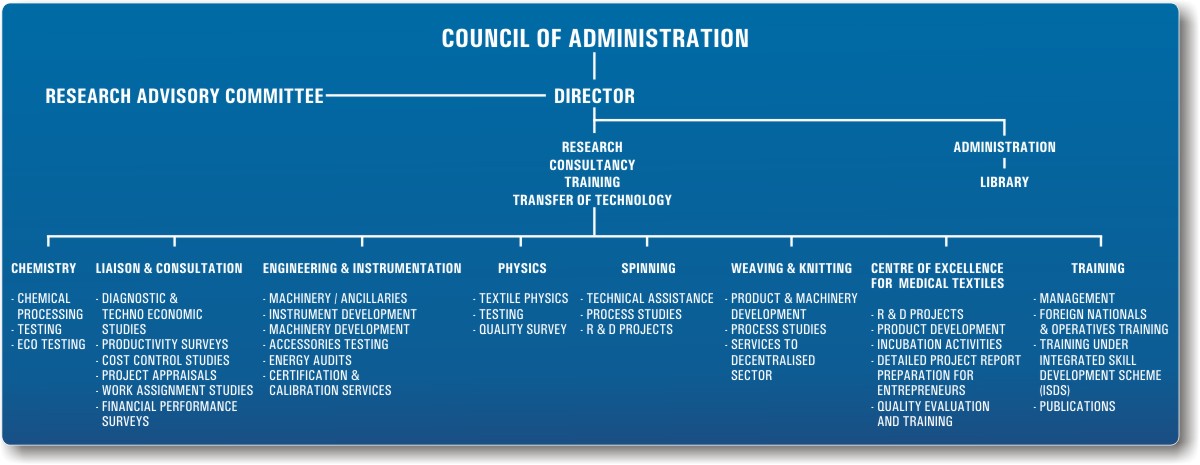 COUNCIL OF ADMINISTRATION
RESEARCH ADVISORY COMMITTEE
DIRECTOR
RESEARCH
CONSULTANCY
TRAINING
TRANSFER OF TECHNOLOGY
ADMINISTRATION
LIBRARY
CHEMISTRY
- CHEMICAL
PROCESSING
- TESTING
- ECO TESTING
LIAISON & CONSULTATION
- DIAGNOSTIC &
TECHNO ECONOMIC
STUDIES
- PRODUCTIVITY SURVEYS
- COST CONTROL STUDIES
- PROJECT APPRAISALS
- WORK ASSIGNMENT STUDIES
- FINANCIAL PERFORMANCE
SURVEYS
ENGINEERING & INSTRUMENTATION
- MACHINERY / ANCILLARIES
- INSTRUMENT DEVELOPMENT
- MACHINERY DEVELOPMENT
- ACCESSORIES TESTING
- ENERGY AUDITS
- CERTIFICATION &
CALIBRATION SERVICES
PHYSICS
- TEXTILE PHYSICS
- TESTING
- QUALITY SURVEY
SPINNING
- TECHNICAL ASSISTANCE
- PROCESS STUDIES
- R & D PROJECTS
WEAVING & KNITTING
- PRODUCT & MACHINERY
DEVELOPMENT
- PROCESS STUDIES
- SERVICES TO
DECENTRALISED
SECTOR
CENTRE OF EXCELLENCE
FOR MEDICAL TEXTILES
- R & D PROJECTS
- PRODUCT DEVELOPMENT
- INCUBATION ACTIVITIES
- DETAILED PROJECT REPORT
PREPARATION FOR
ENTREPRENEURS
- QUALITY EVALUATION
AND TRAINING
TRAINING
- MANAGEMENT
- FOREIGN NATIONALS
& OPERATIVES TRAINING
- TRAINING UNDER
INTEGRATED SKILL
DEVELOPMENT SCHEME
(ISDS)
- PUBLICATIONS